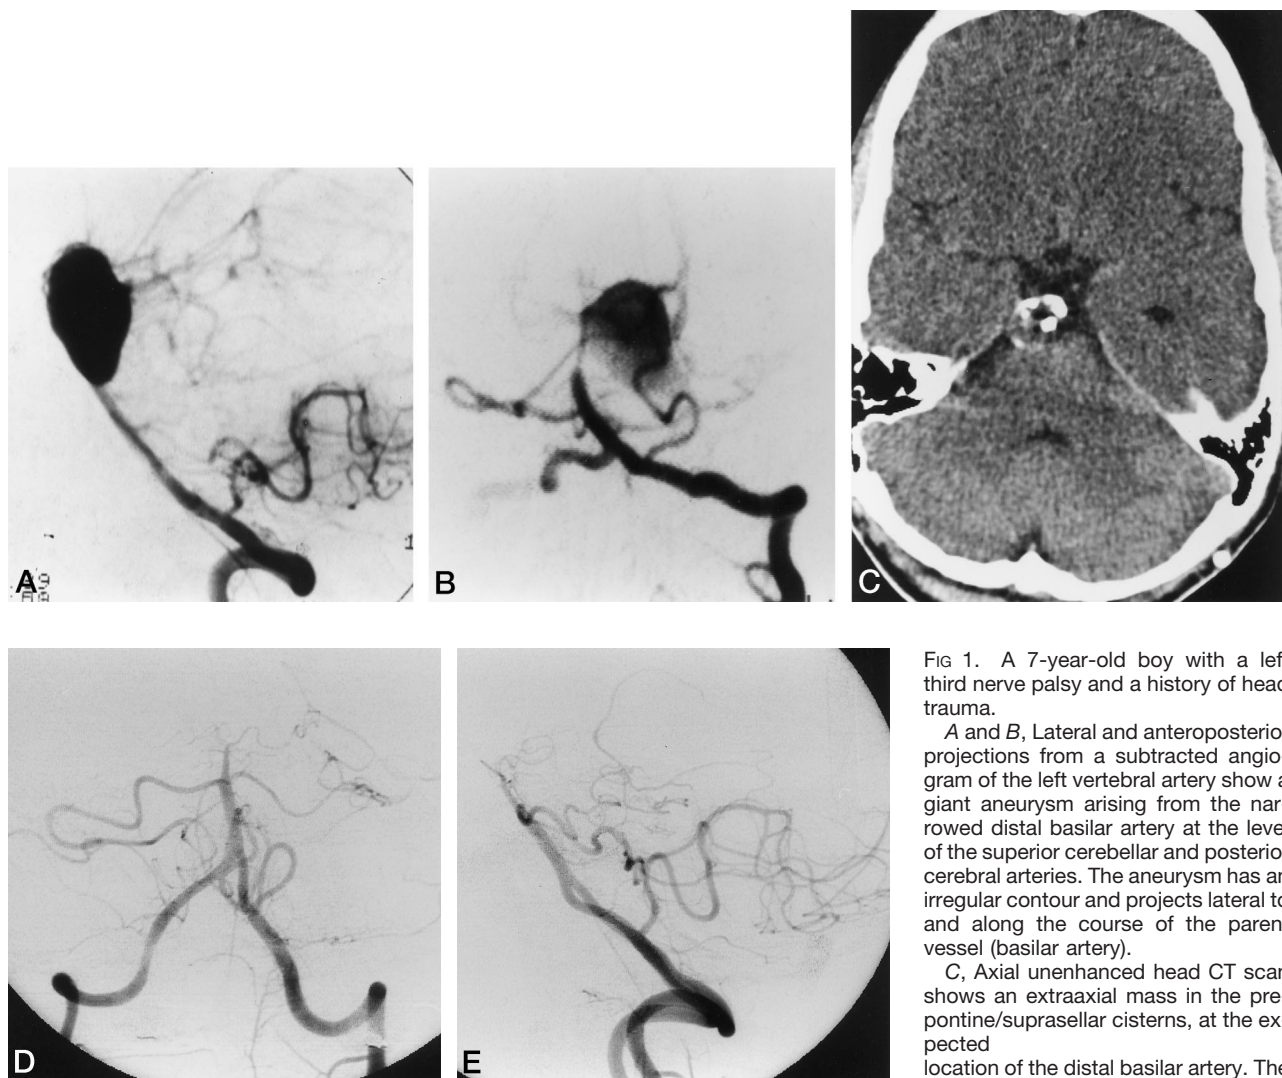 A
B
C
D
E
FIG 1. A 7-year-old boy with a lef
third nerve palsy and a history of head
trauma.
A and B, Lateral and anteroposterio
projections from a subtracted angio-
gram of the left vertebral artery show a
giant aneurysm arising from the nar-
rowed distal basilar artery at the leve
of the superior cerebellar and posterio
cerebral arteries. The aneurysm has an
irregular contour and projects lateral to
and along the course of the paren
vessel (basilar artery).
C, Axial unenhanced head CT scan
shows an extraaxial mass in the pre-
pontine/suprasellar cisterns, at the ex-
pected
location of the distal basilar artery. The